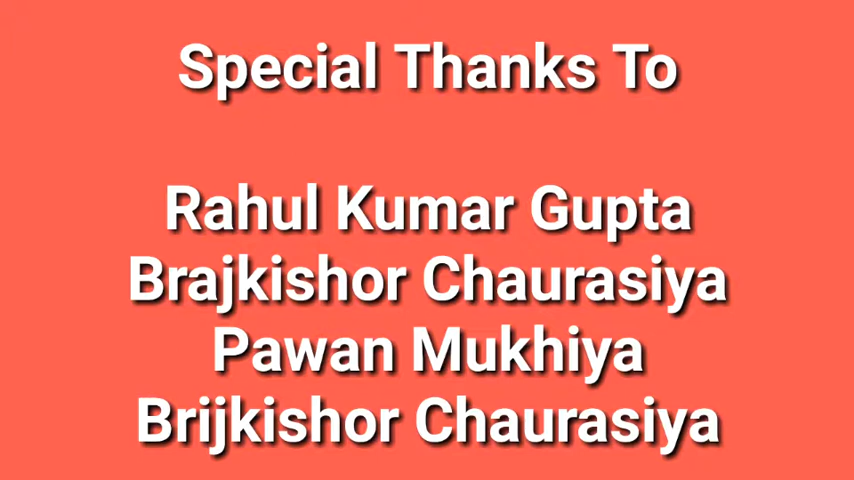 Special Thanks To
Rahul Kumar Gupta
Brajkishor Chaurasiya
Pawan Mukhiya
Brijkishor Chaurasiya